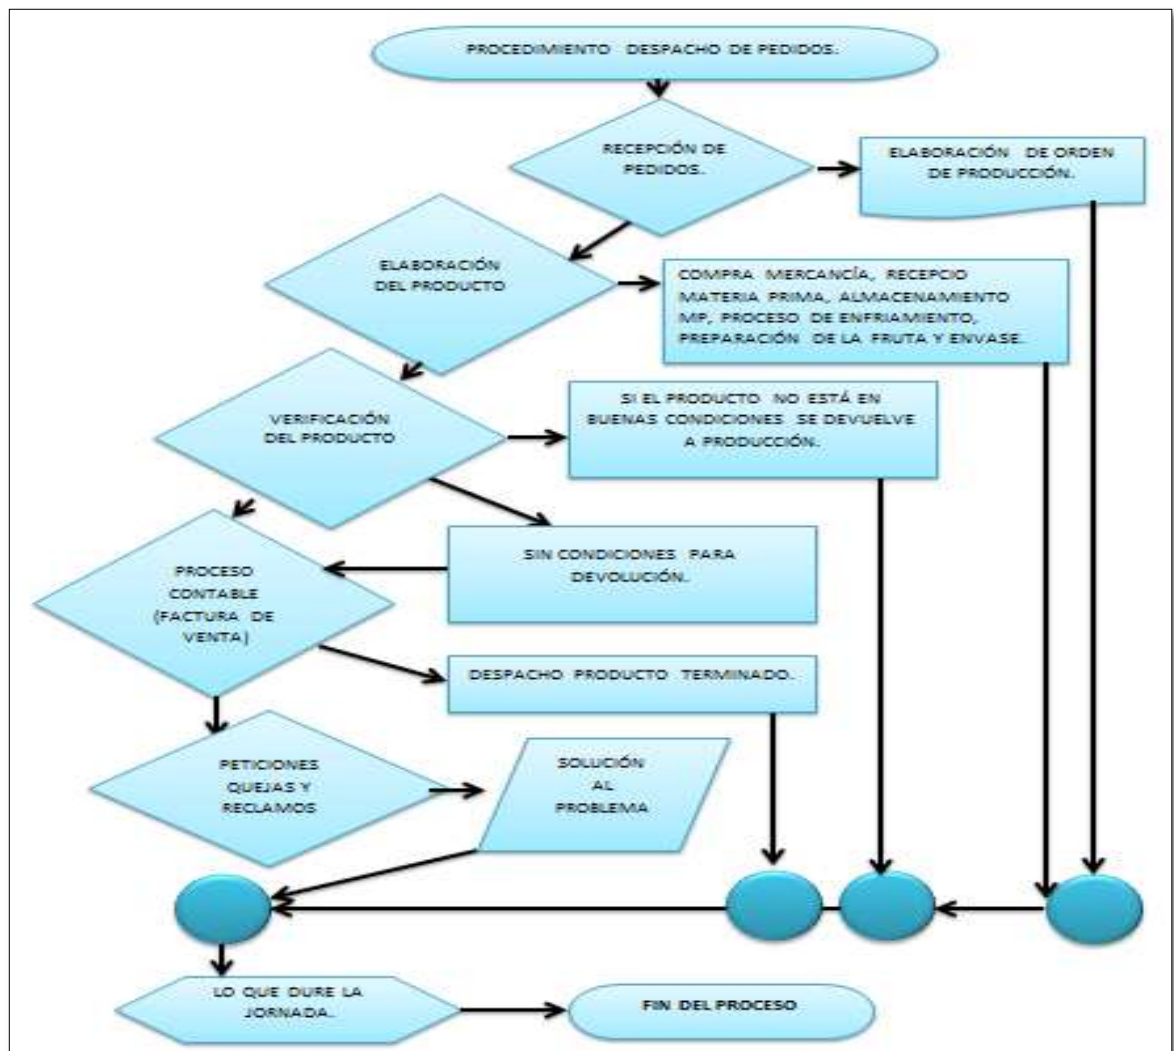 PROCEDIMIENTO DESPACHO DE PEDIDOS.
RECEPCIÓN DE
PEDIDOS.
ELABORACIÓN DE ORDEN
DE PRODUCCIÓN.
ELABORACIÓN
DEL PRODUCTO
COMPRA MERCANCÍA, RECEPCIO
MATERIA PRIMA, ALMACENAMIENTO
MP, PROCESO DE ENFRIAMIENTO,
PREPARACIÓN DE LA FRUTA Y ENVASE.
VERIFICACIÓN
DEL PRODUCTO
SI EL PRODUCTO NO ESTÁ EN
BUENAS CONDICIONES SE DEVUELVE
A PRODUCCIÓN.
SIN CONDICIONES PARA
DEVOLUCIÓN.
PROCESO
CONTABLE
(FACTURA DE
VENTA)
DESPACHO PRODUCTO TERMINADO.
PETICIONES
QUEJAS Y
RECLAMOS
SOLUCIÓN
AL
PROBLEMA
LO QUE DURE LA
JORNADA.
FIN DEL PROCESO